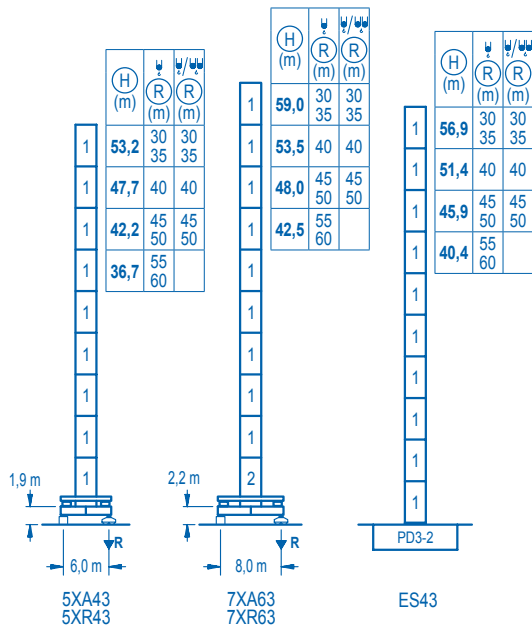 H R R
(m) (m) (m)
53,2 30 35 30 35
47,7 40 40
42,2 45 50 45 50
36,7 55 60
1
1
1
1
1
1
1
1
1
1,9 m
R
6,0 m
5XA43
5XR43
H R R
(m) (m) (m)
59,0 30 35 30 35
53,5 40 40
48,0 45 50 45 50
42,5 55 60
1
1
1
1
1
1
1
1
1
2
2,2 m
R
8,0 m
7XA63
7XR63
H R R
(m) (m) (m)
56,9 30 35 30 35
51,4 40 40
45,9 45 50 45 50
40,4 55 60
1
1
1
1
1
1
1
1
1
1
PD3-2
ES43